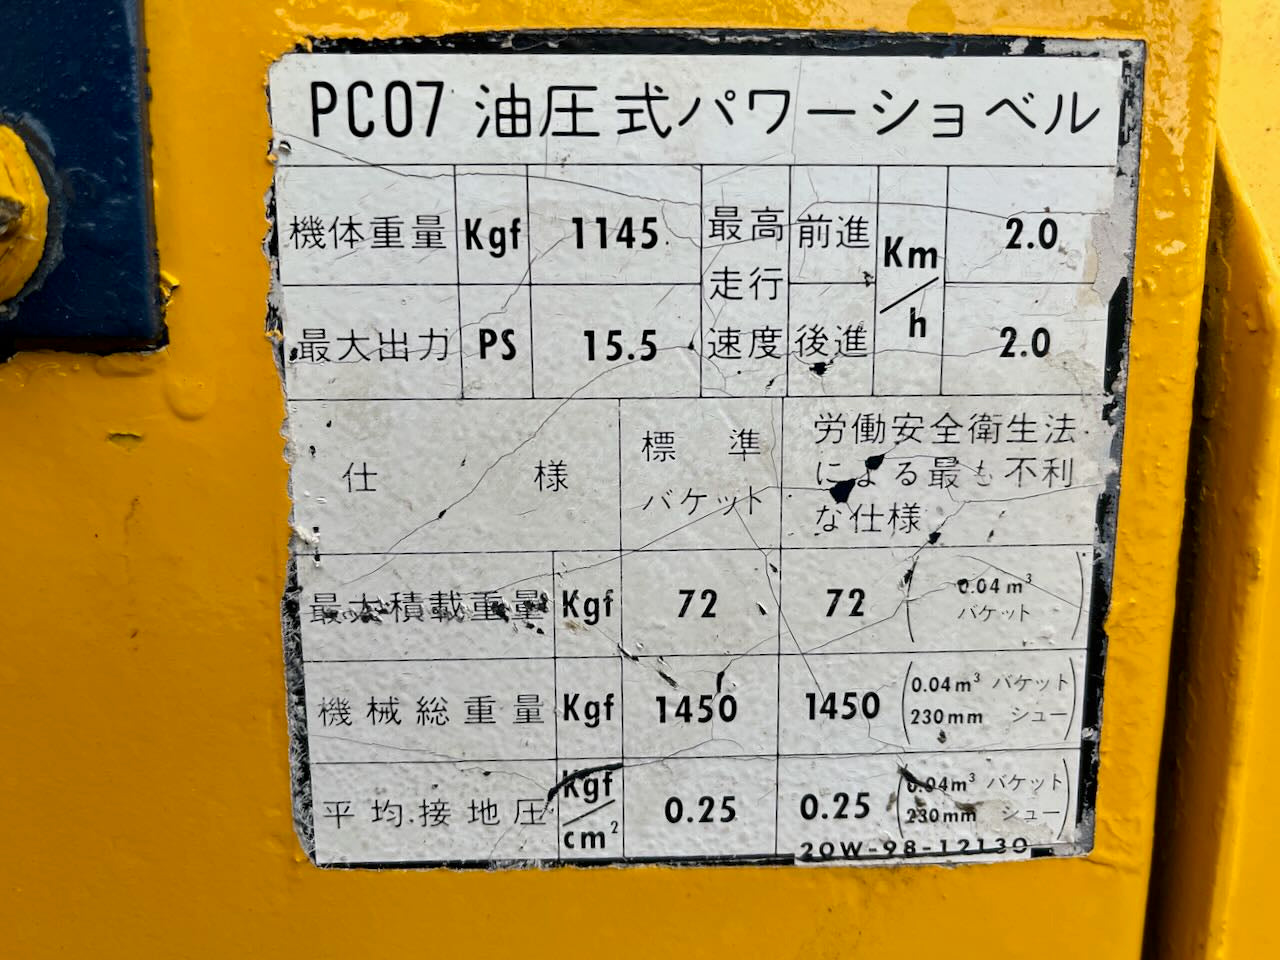 PC07 油圧式パワーショベル
機体重量 Kgf 1145 最高走行速度 前進 Km/h 2.0
最大出力 PS 15.5 後進 2.0
仕様 標準バケット 労働安全衛生法による最も不利な仕様
最大積載重量 Kgf 72 72 (0.04m³ バケット)
機械総重量 Kgf 1450 1450 (0.04m³ バケット 230mm シュー)
平均接地圧 Kgf/cm² 0.25 0.25 (0.04m³ バケット 230mm シュー)
20W-98-12130